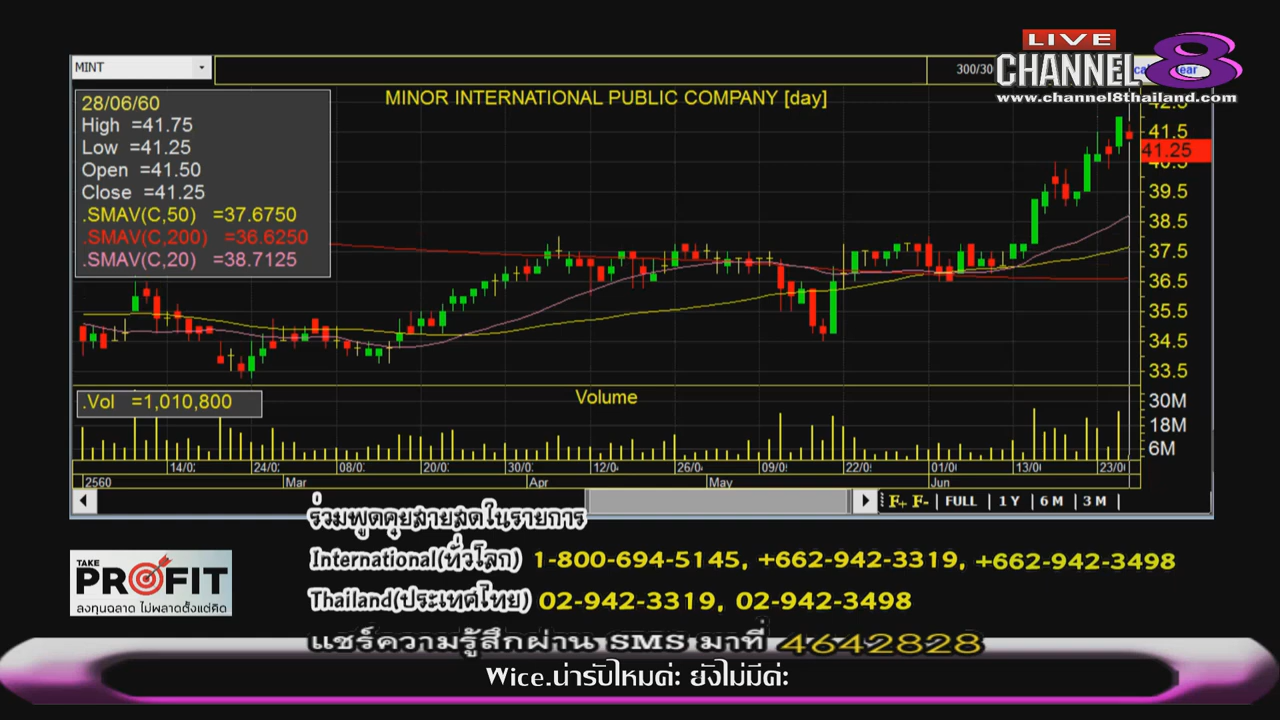 LIVE
CHANNEL 8
www.channel8thailand.com
MINT
300/30
MINOR INTERNATIONAL PUBLIC COMPANY [day]
28/06/60
High =41.75
Low =41.25
Open =41.50
Close =41.25
.SMAV(C,50) =37.6750
.SMAV(C,200) =36.6250
.SMAV(C,20) =38.7125
42.5
41.5
41.25
40.5
39.5
38.5
37.5
36.5
35.5
34.5
33.5
.Vol =1,010,800
Volume
30M
18M
6M
14/0 24/0 08/0 20/0 30/0 12/0 26/0 09/0 22/0 01/0 13/0 23/0
2560 Mar Apr May Jun
F+ F- | FULL | 1 Y | 6 M | 3 M |
ร่วมพูดคุยสายสดในรายการ
International(ทั่วโลก) 1-800-694-5145, +662-942-3319, +662-942-3498
Thailand(ประเทศไทย) 02-942-3319, 02-942-3498
แชร์ความรู้สึกผ่าน SMS มาที่ 4642828
TAKE
PROFIT
ลงทุนฉลาด ไม่พลาดตั้งแต่คิด
Wice.น่ารับไหมค่ะ ยังไม่มีค่ะ